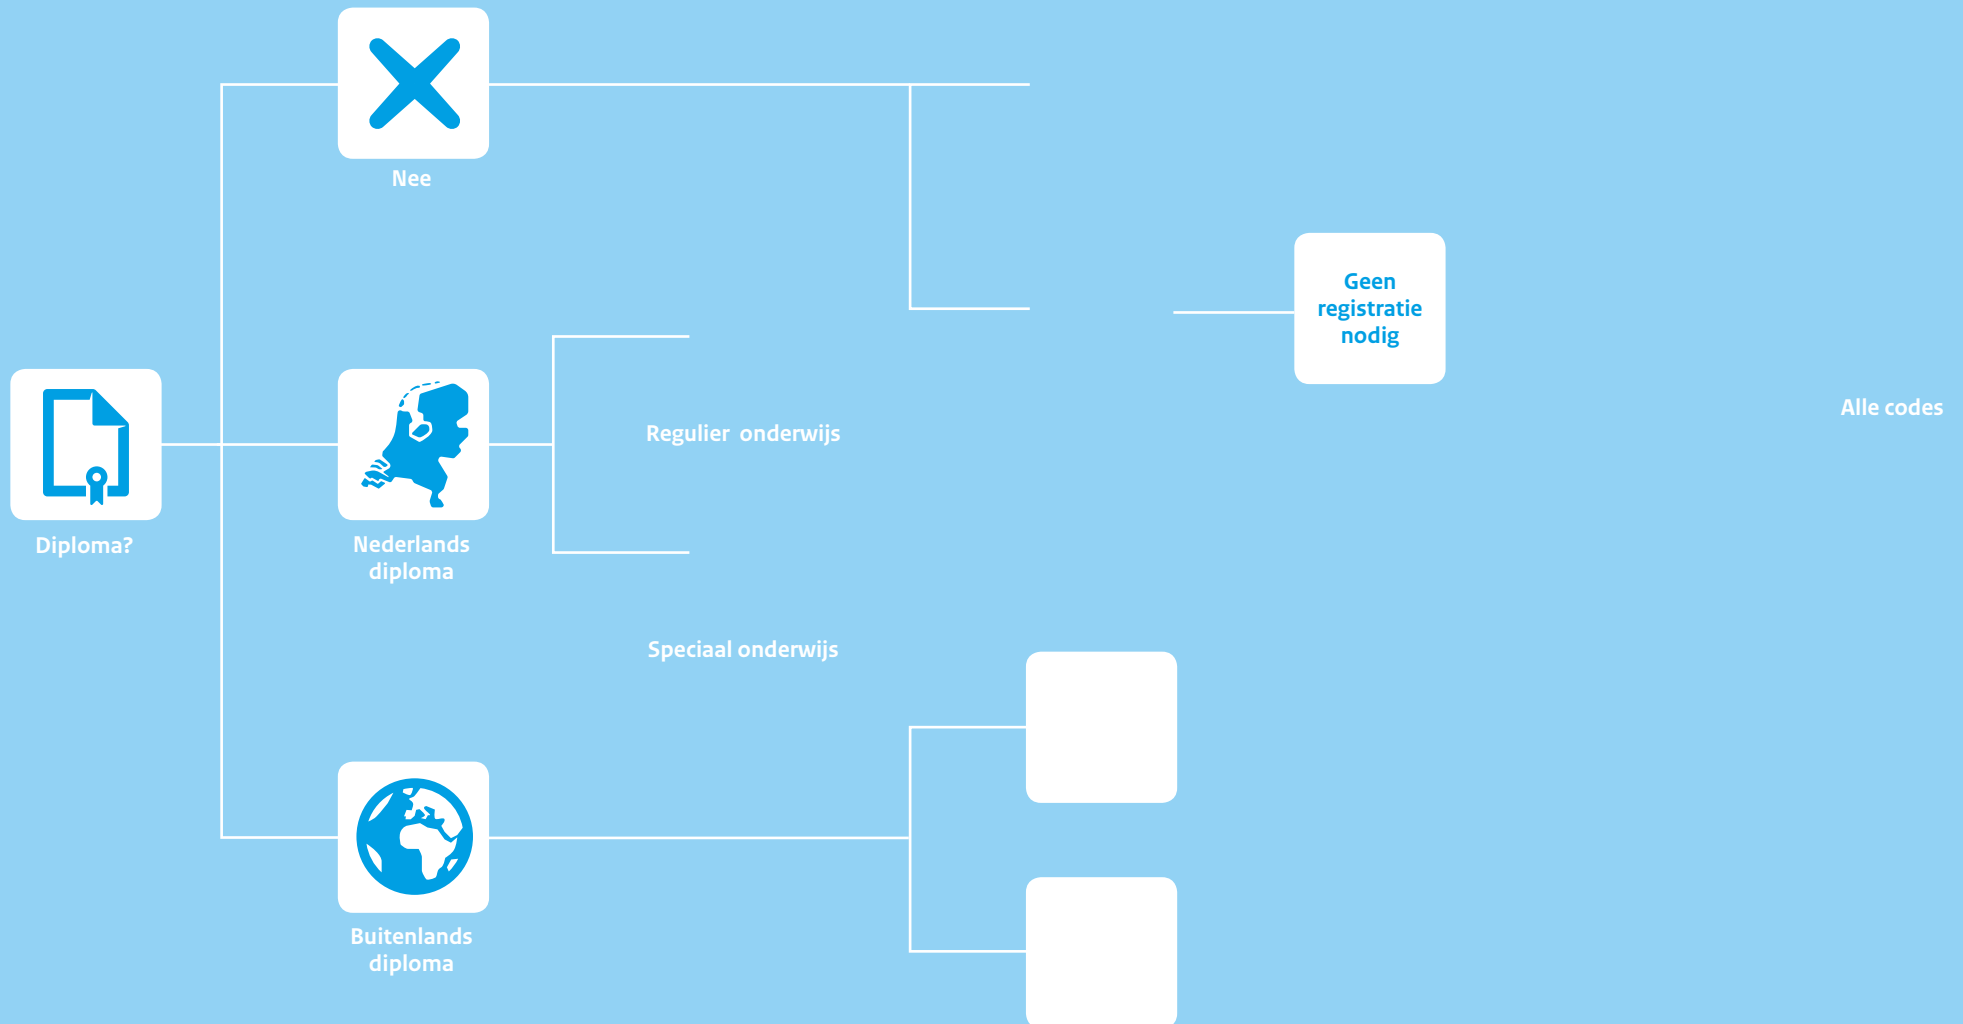 Nee
Geen
registratie
nodig
Alle codes
Regulier  onderwijs
Diploma?
Nederlands
diploma
Speciaal onderwijs
Buitenlands
diploma